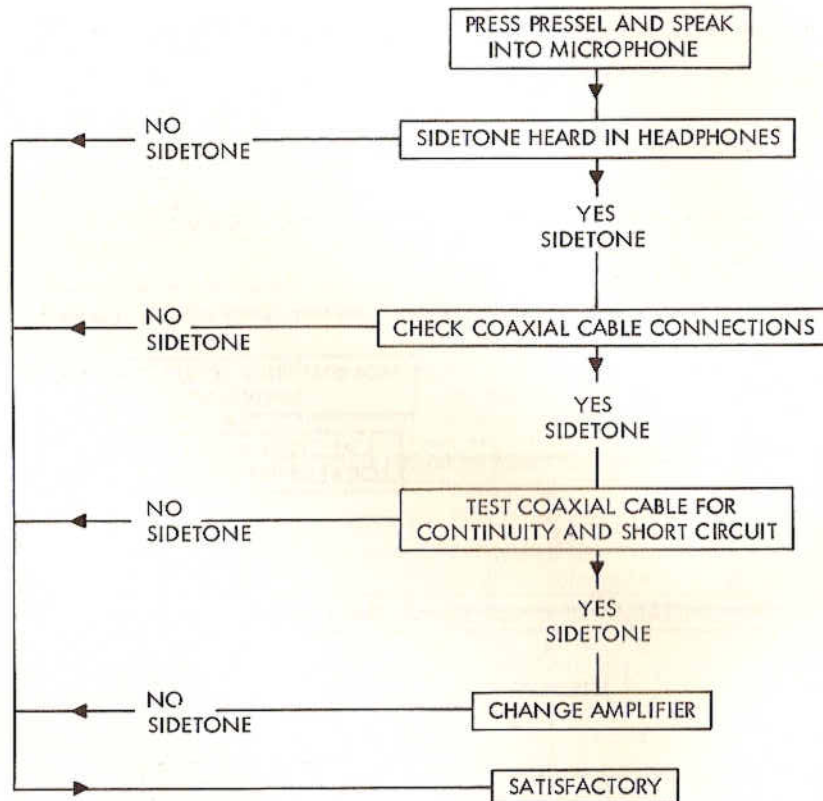 PRESS PRESSEL AND SPEAK
INTO MICROPHONE
NO
SIDETONE
SIDETONE HEARD IN HEADPHONES
YES
SIDETONE
NO
SIDETONE
CHECK COAXIAL CABLE CONNECTIONS
YES
SIDETONE
NO
SIDETONE
TEST COAXIAL CABLE FOR
CONTINUITY AND SHORT CIRCUIT
YES
SIDETONE
NO
SIDETONE
CHANGE AMPLIFIER
SATISFACTORY